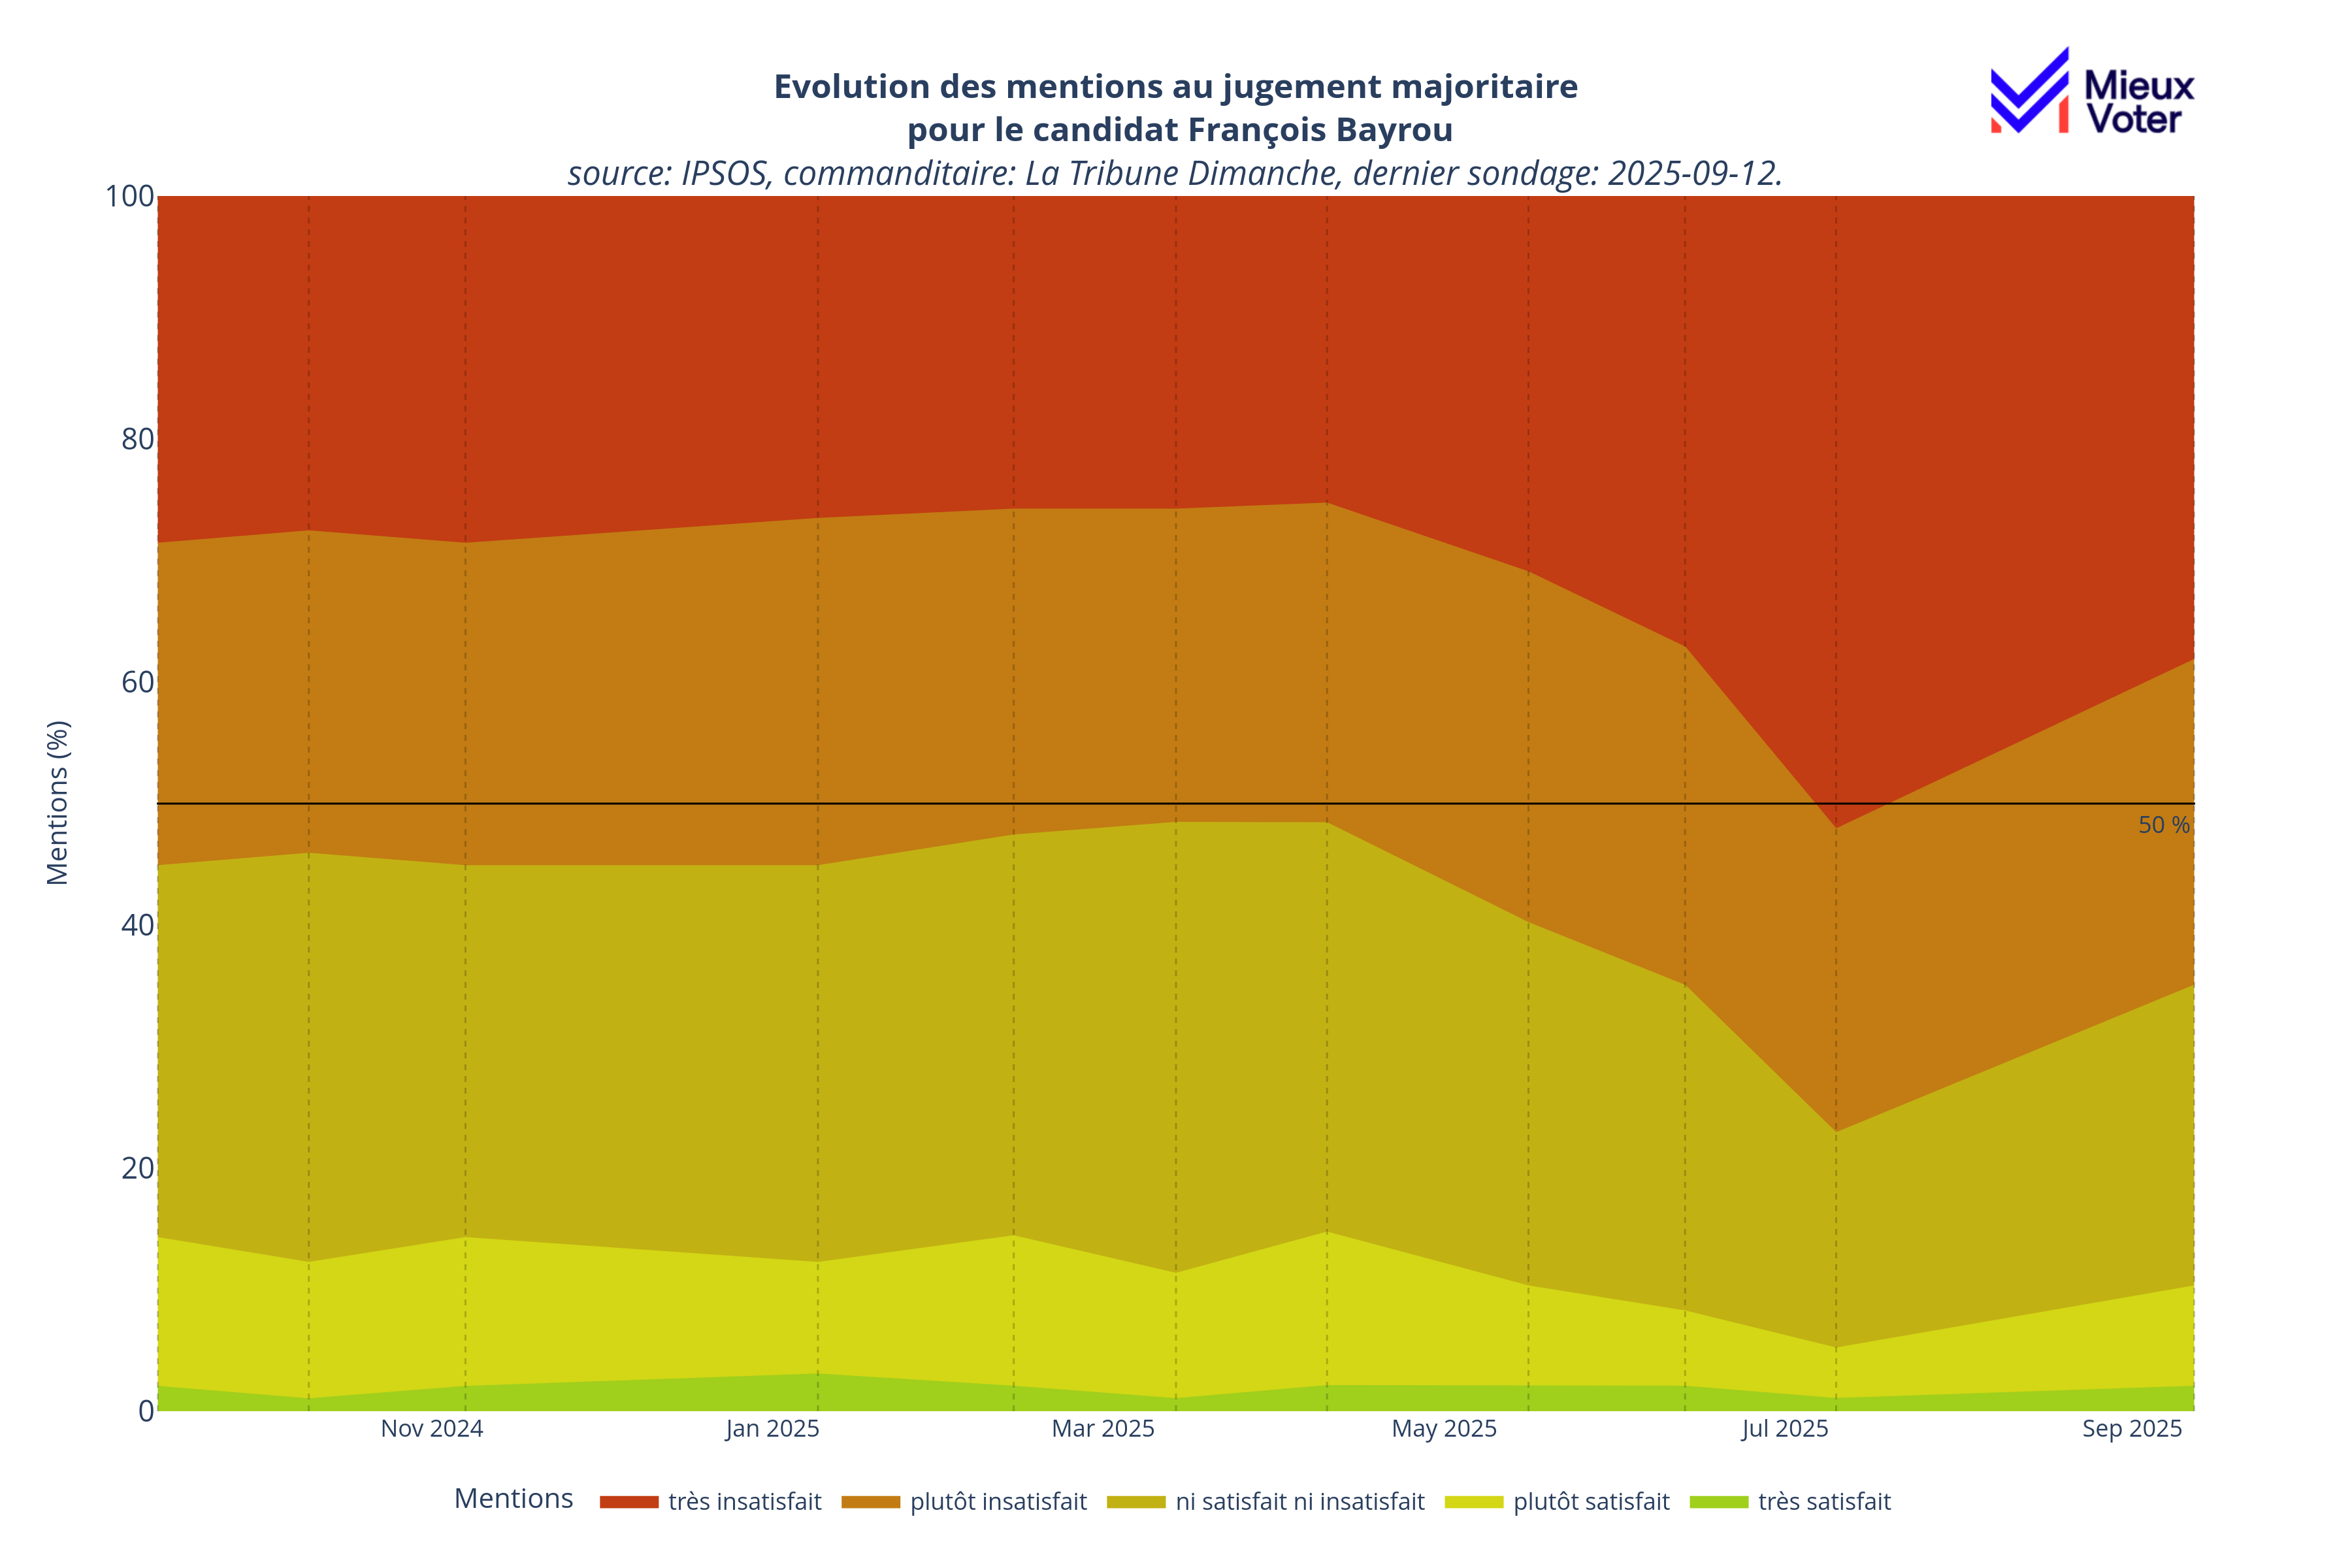 Evolution des mentions au jugement majoritaire
pour le candidat François Bayrou
source: IPSOS, commanditaire: La Tribune Dimanche, dernier sondage: 2025-09-12.
Mieux
Voter
Mentions (%)
100
80
60
40
20
0
50 %
Nov 2024
Jan 2025
Mar 2025
May 2025
Jul 2025
Sep 2025
Mentions
très insatisfait
plutôt insatisfait
ni satisfait ni insatisfait
plutôt satisfait
très satisfait